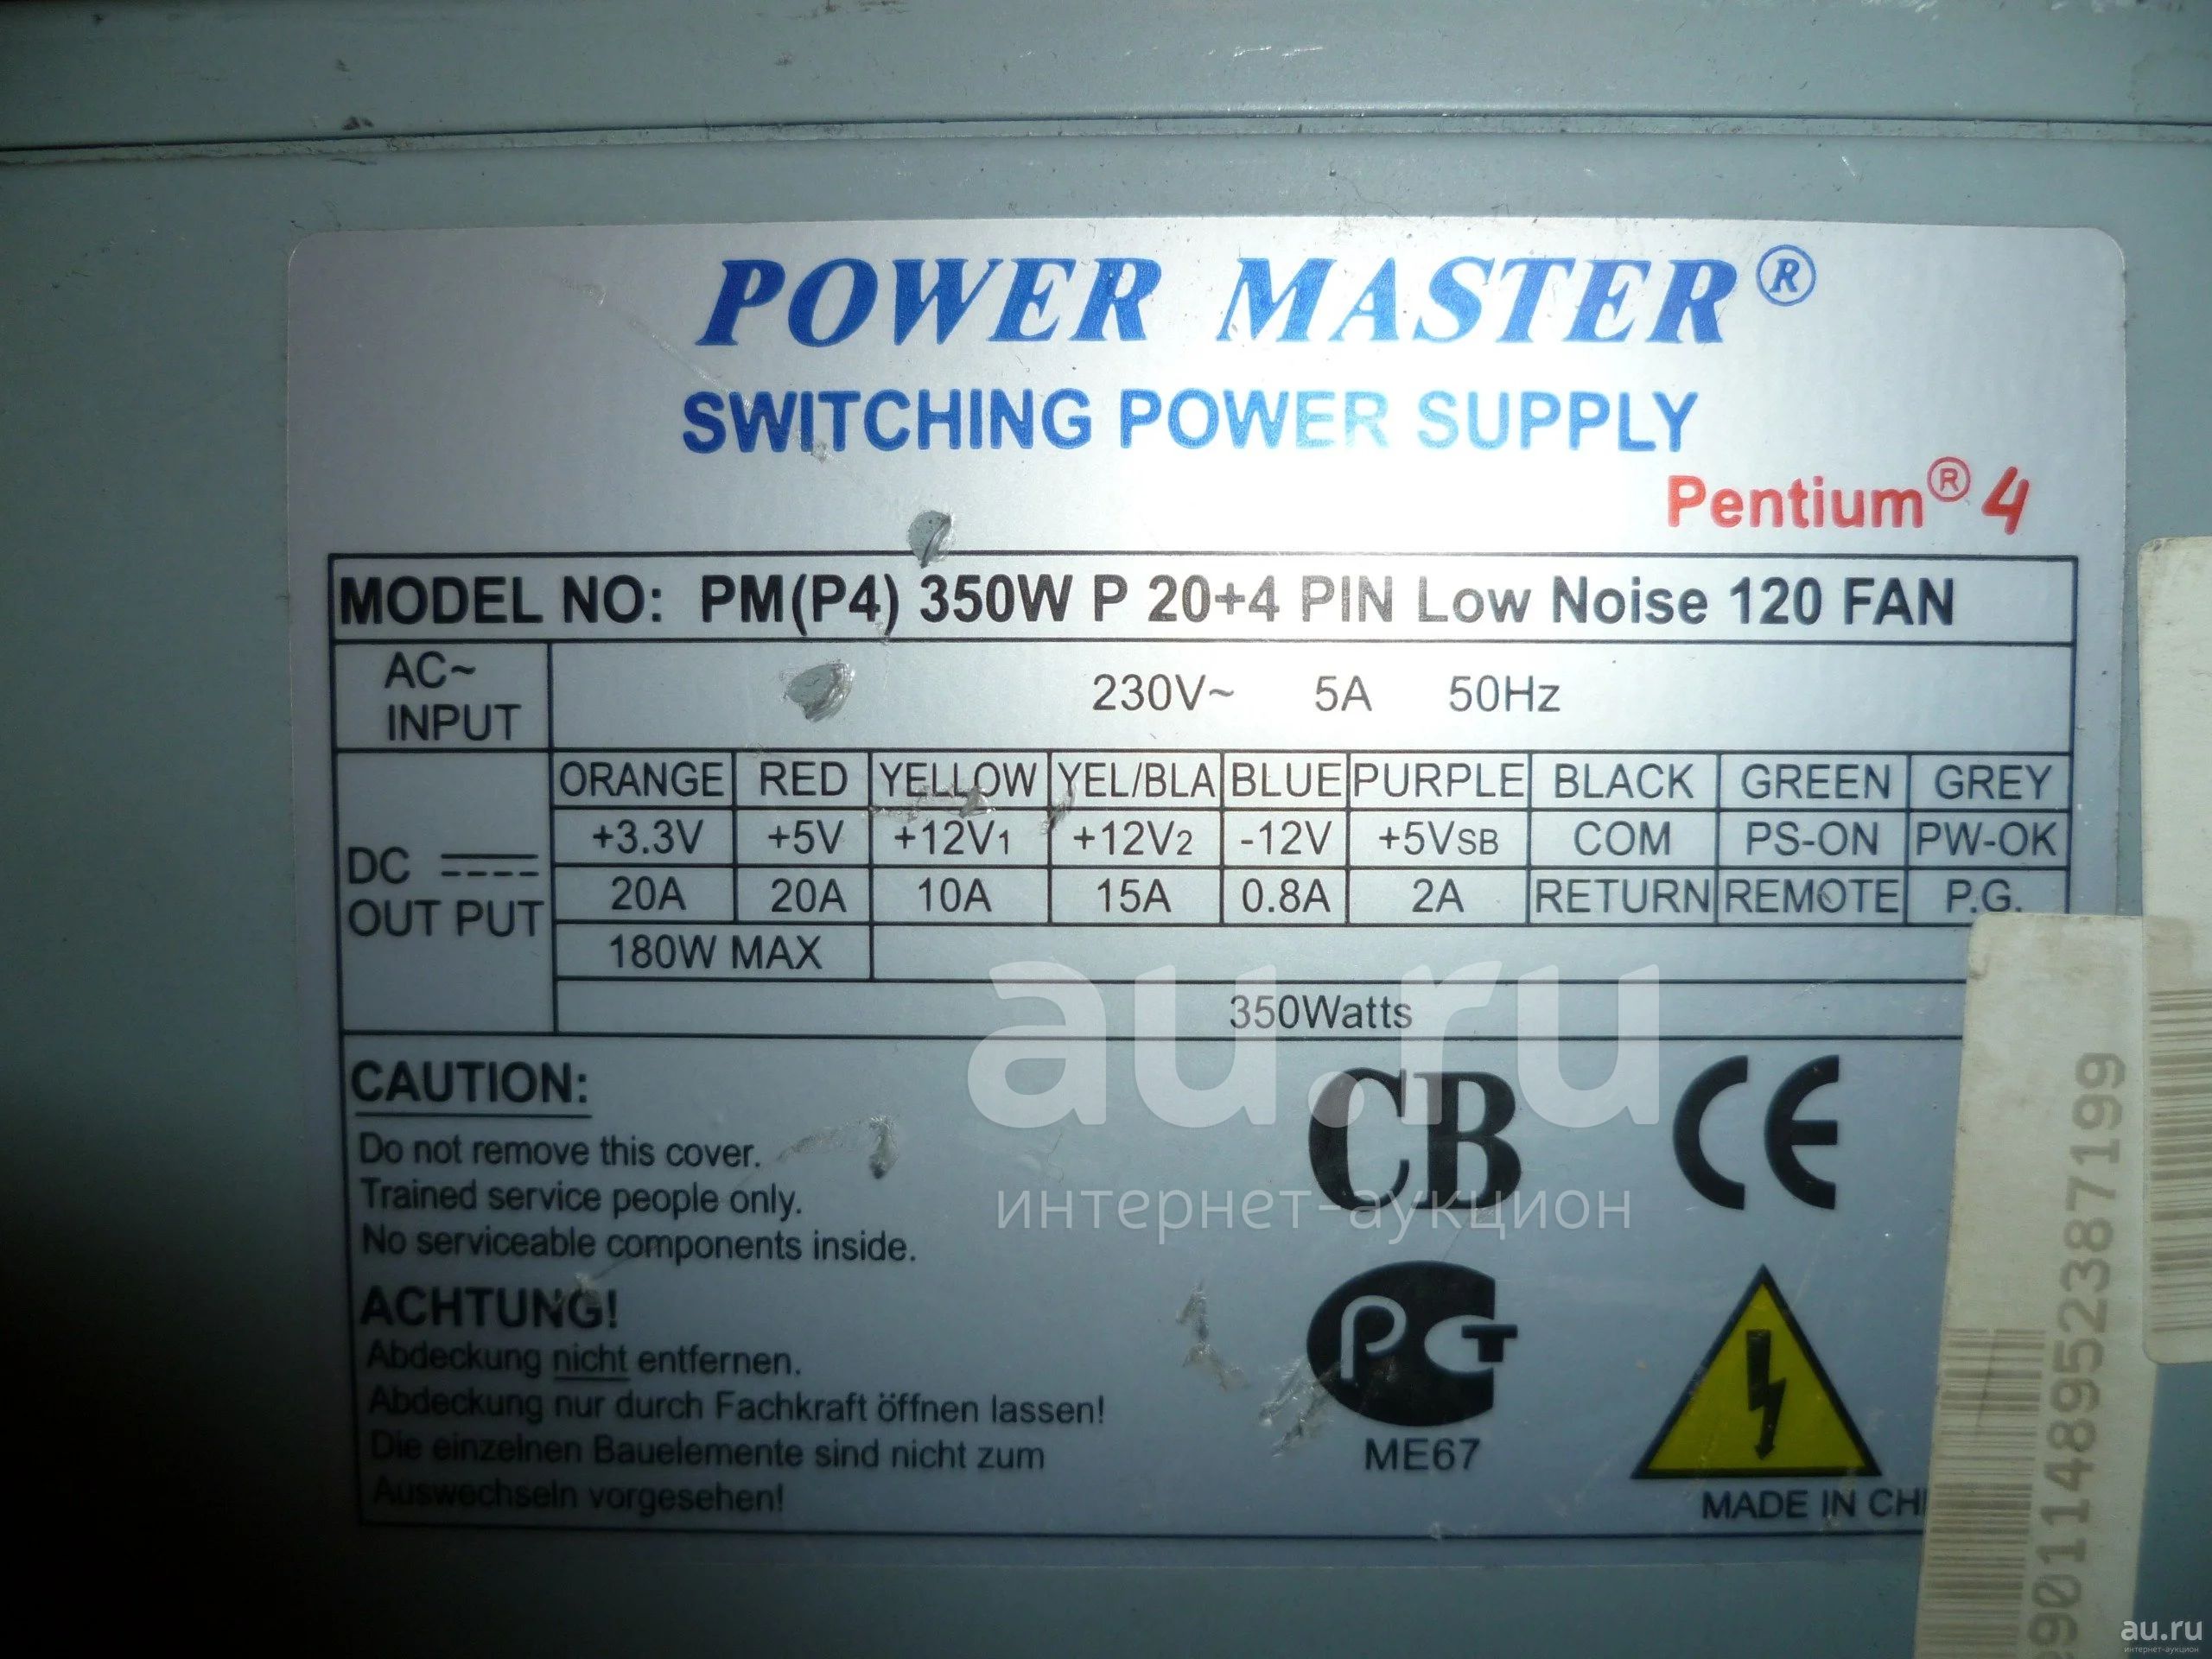 POWER MASTER®
SWITCHING POWER SUPPLY
Pentium® 4
MODEL NO: PM(P4) 350W P 20+4 PIN Low Noise 120 FAN
AC~ INPUT
230V~ 5A 50Hz
DC OUT PUT
ORANGE RED YELLOW YEL/BLA BLUE PURPLE BLACK GREEN GREY
+3.3V +5V +12V1 +12V2 -12V +5VSB COM PS-ON PW-OK
20A 20A 10A 15A 0.8A 2A RETURN REMOTE P.G.
180W MAX
350Watts
CAUTION:
Do not remove this cover.
Trained service people only.
No serviceable components inside.
ACHTUNG!
Abdeckung nicht entfernen.
Abdeckung nur durch Fachkraft öffnen lassen!
Die einzelnen Bauelemente sind nicht zum
Auswechseln vorgesehen!
CB CE
РСТ
ME67
MADE IN CHI
901148952387199
au.ru
интернет-аукцион
au.ru
интернет-аукцион